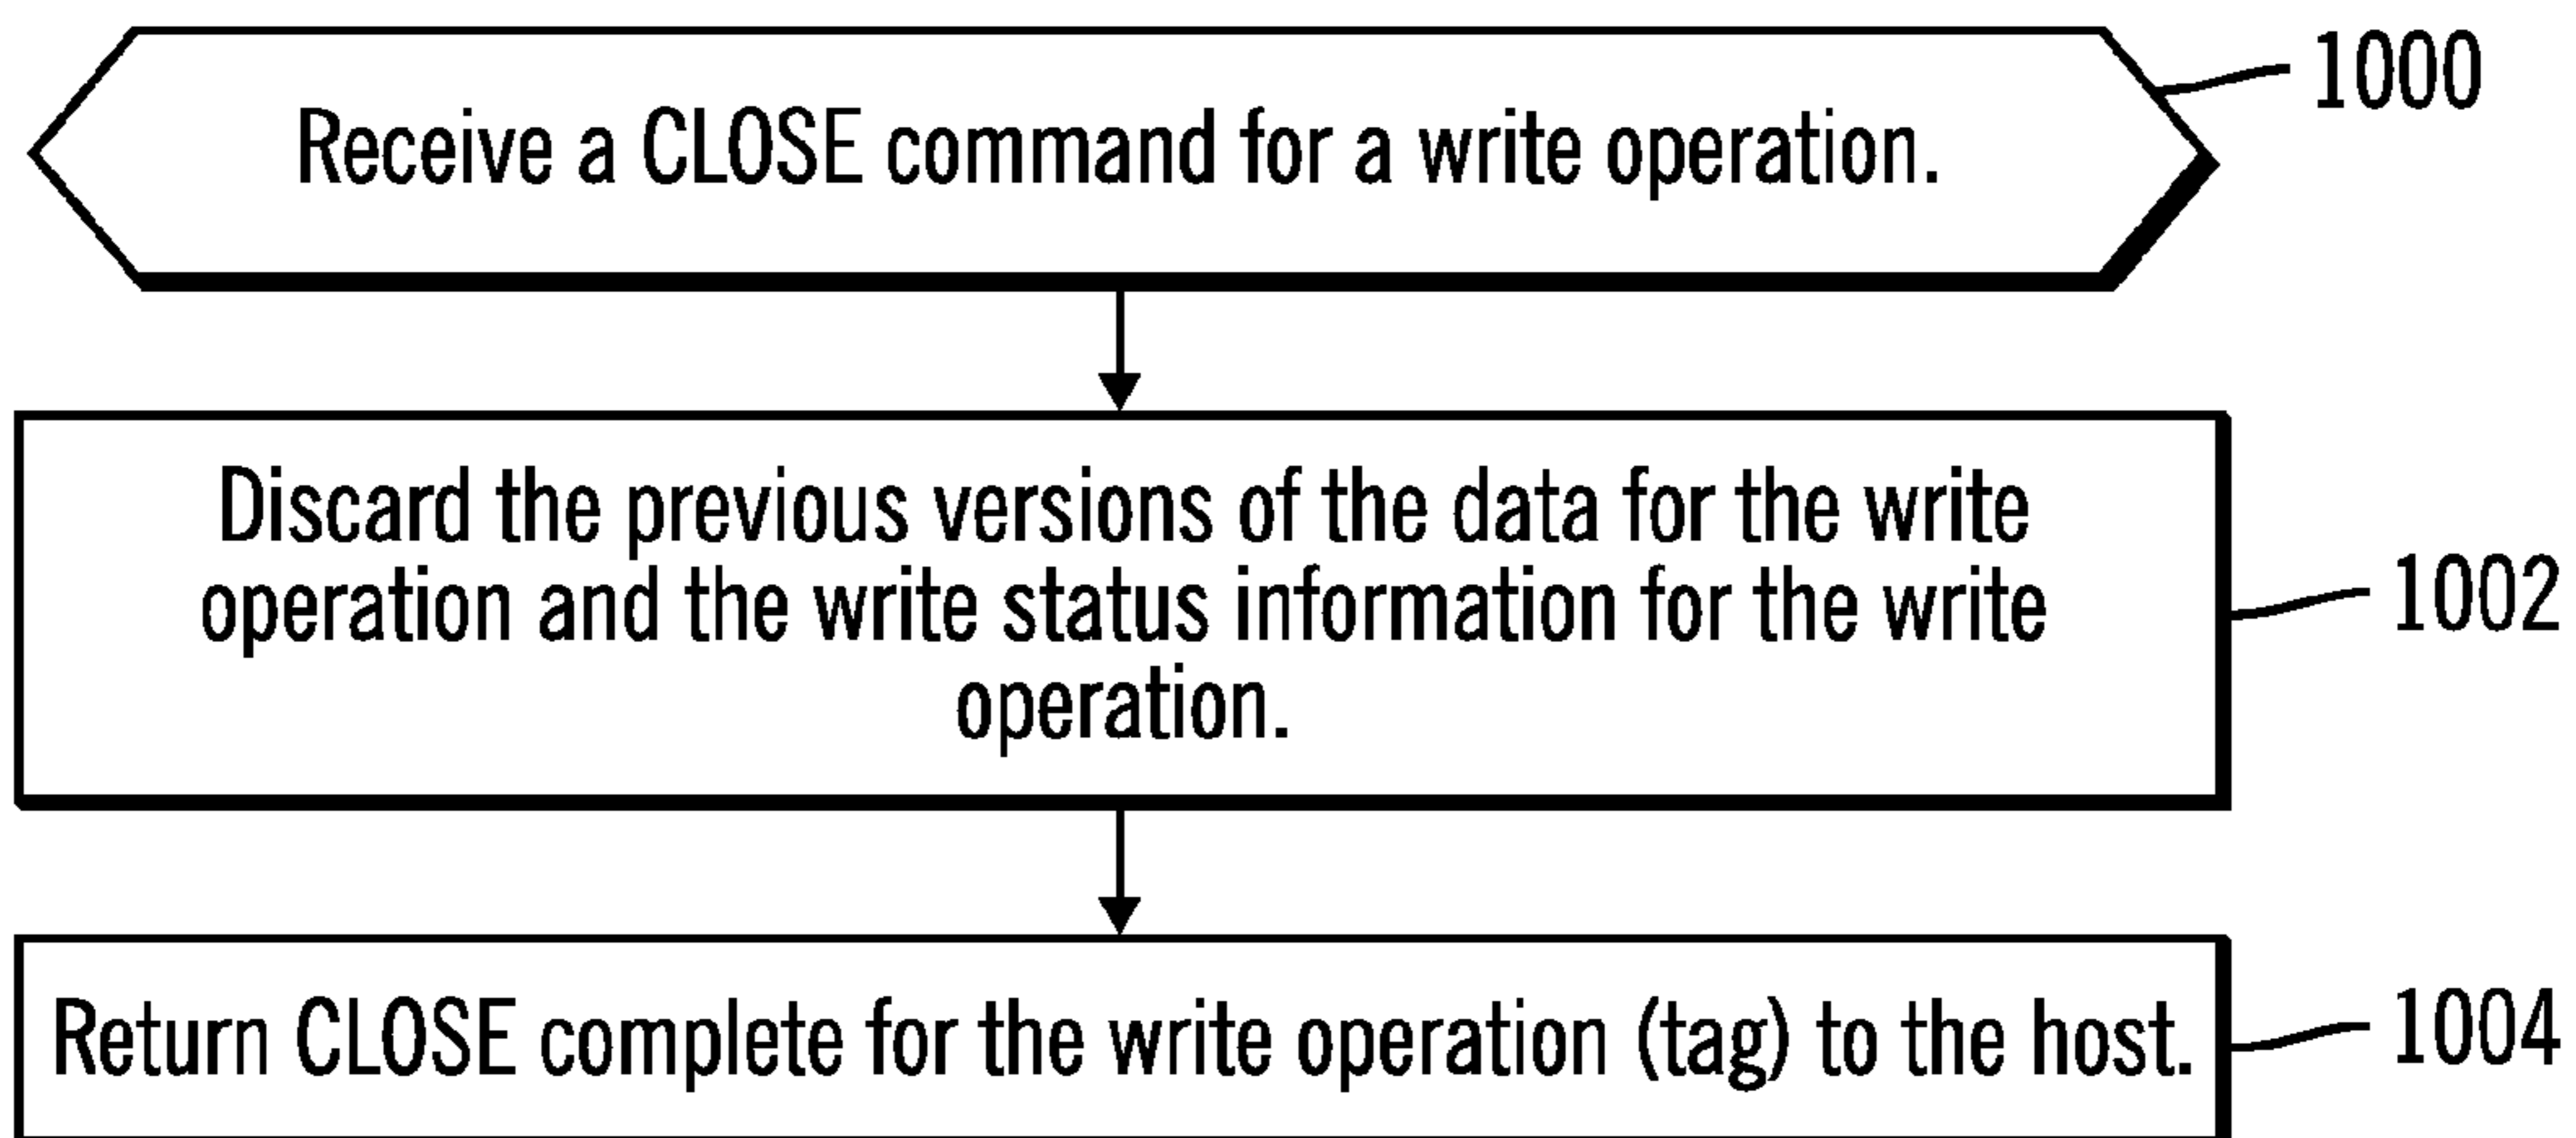 Receive a CLOSE command for a write operation.
1000
Discard the previous versions of the data for the write
operation and the write status information for the write
operation.
1002
Return CLOSE complete for the write operation (tag) to the host.
1004